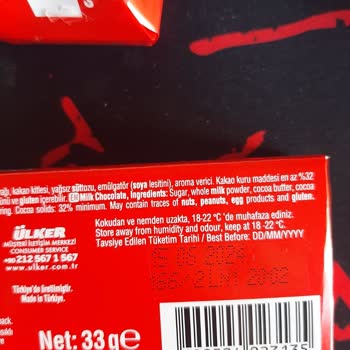 yağı, kakao kitlesi, yağsız süttozu, emülgatör (soya lesitini), aroma verici. Kakao kuru maddesi en az %32
ünü ve gluten içerebilir. EN Milk Chocolate, Ingredients: Sugar, whole milk powder, cocoa butter, cocoa
ring. Cocoa solids: 32% minimum. May contain traces of nuts, peanuts, egg products and gluten.
Kokudan ve nemden uzakta, 18-22 °C 'de muhafaza ediniz.
Store away from humidity and odour, keep at 18-22 °C.
Tavsiye Edilen Tüketim Tarihi / Best Before: DD/MM/YYYY
ÜLKER
MÜŞTERİ İLETİŞİM MERKEZİ
CONSUMER SERVICE
+90 212 567 1 567
www.ulker.com.tr
Türkiye'de üretilmiştir.
Made in Türkiye.
2024
pack.
Net: 33 g e